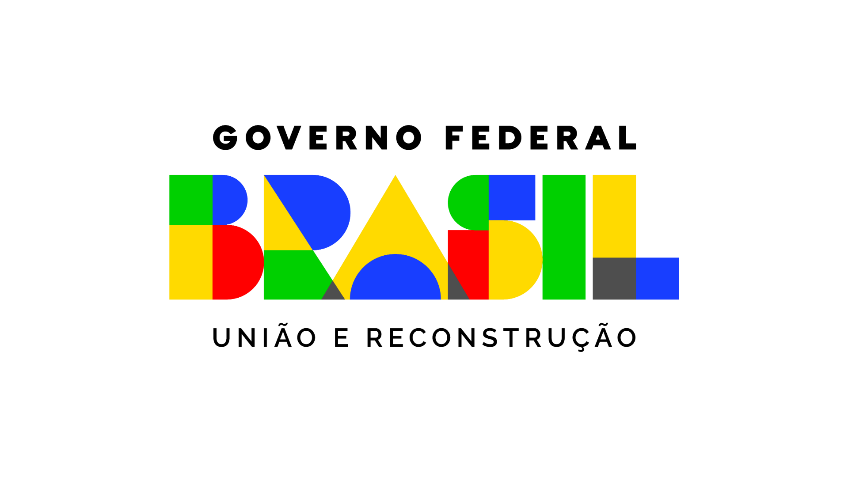 GOVERNO FEDERAL
BRASIL
UNIÃO E RECONSTRUÇÃO